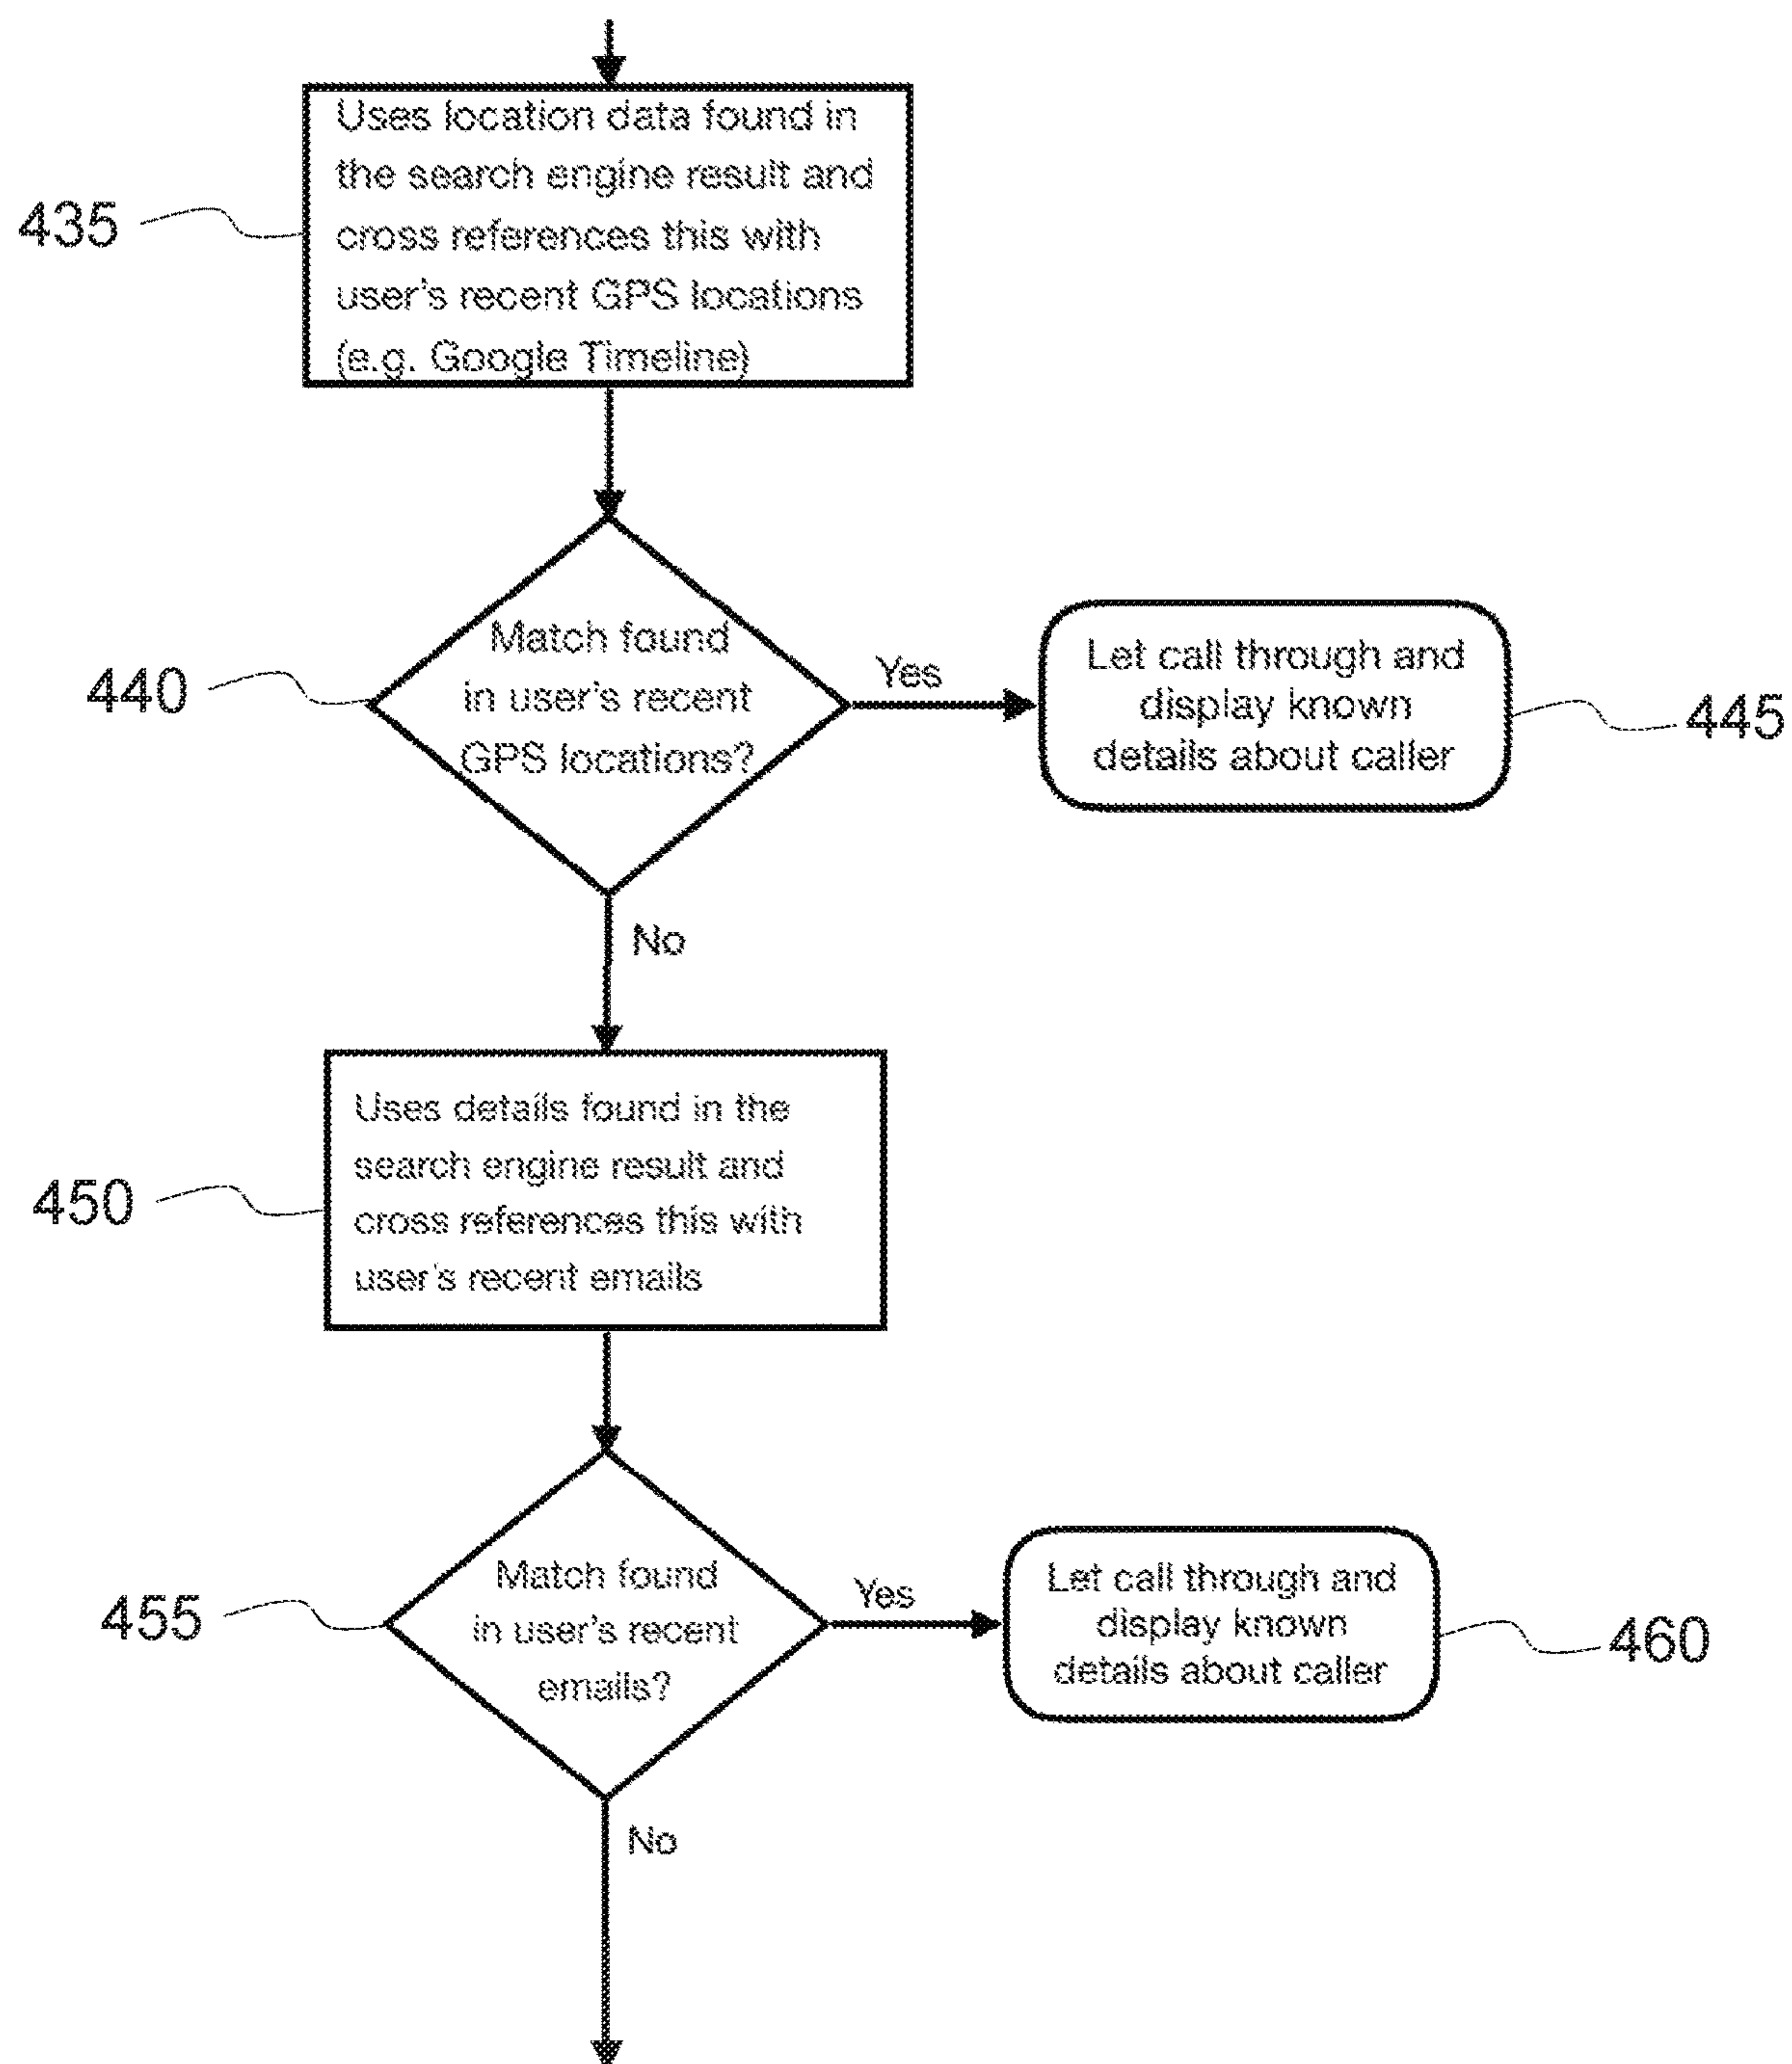 Uses location data found in
the search engine result and
cross references this with
user's recent GPS locations
(e.g. Google Timeline)
435
Match found
in user's recent
GPS locations?
440
Yes
Let call through and
display known
details about caller
445
No
Uses details found in the
search engine result and
cross references this with
user's recent emails
450
Match found
in user's recent
emails?
455
Yes
Let call through and
display known
details about caller
460
No